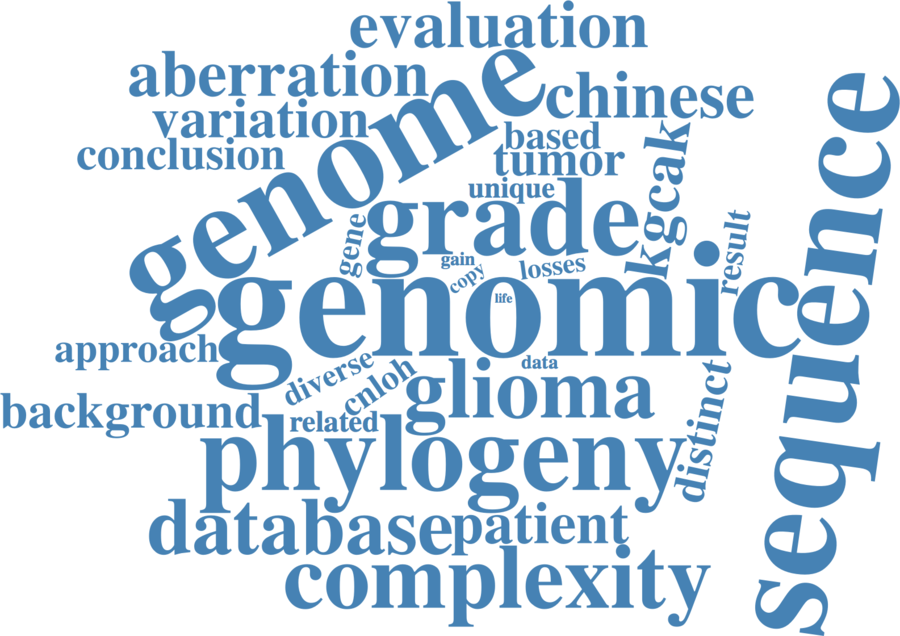 evaluation
aberration
genome
chinese
variation
based
conclusion
tumor
kgcak
sequence
unique
grade
gene
result
gain
losses
copy
genomic
life
approach
data
diverse
cnloh
glioma
distinct
background
related
phylogeny
database
patient
complexity